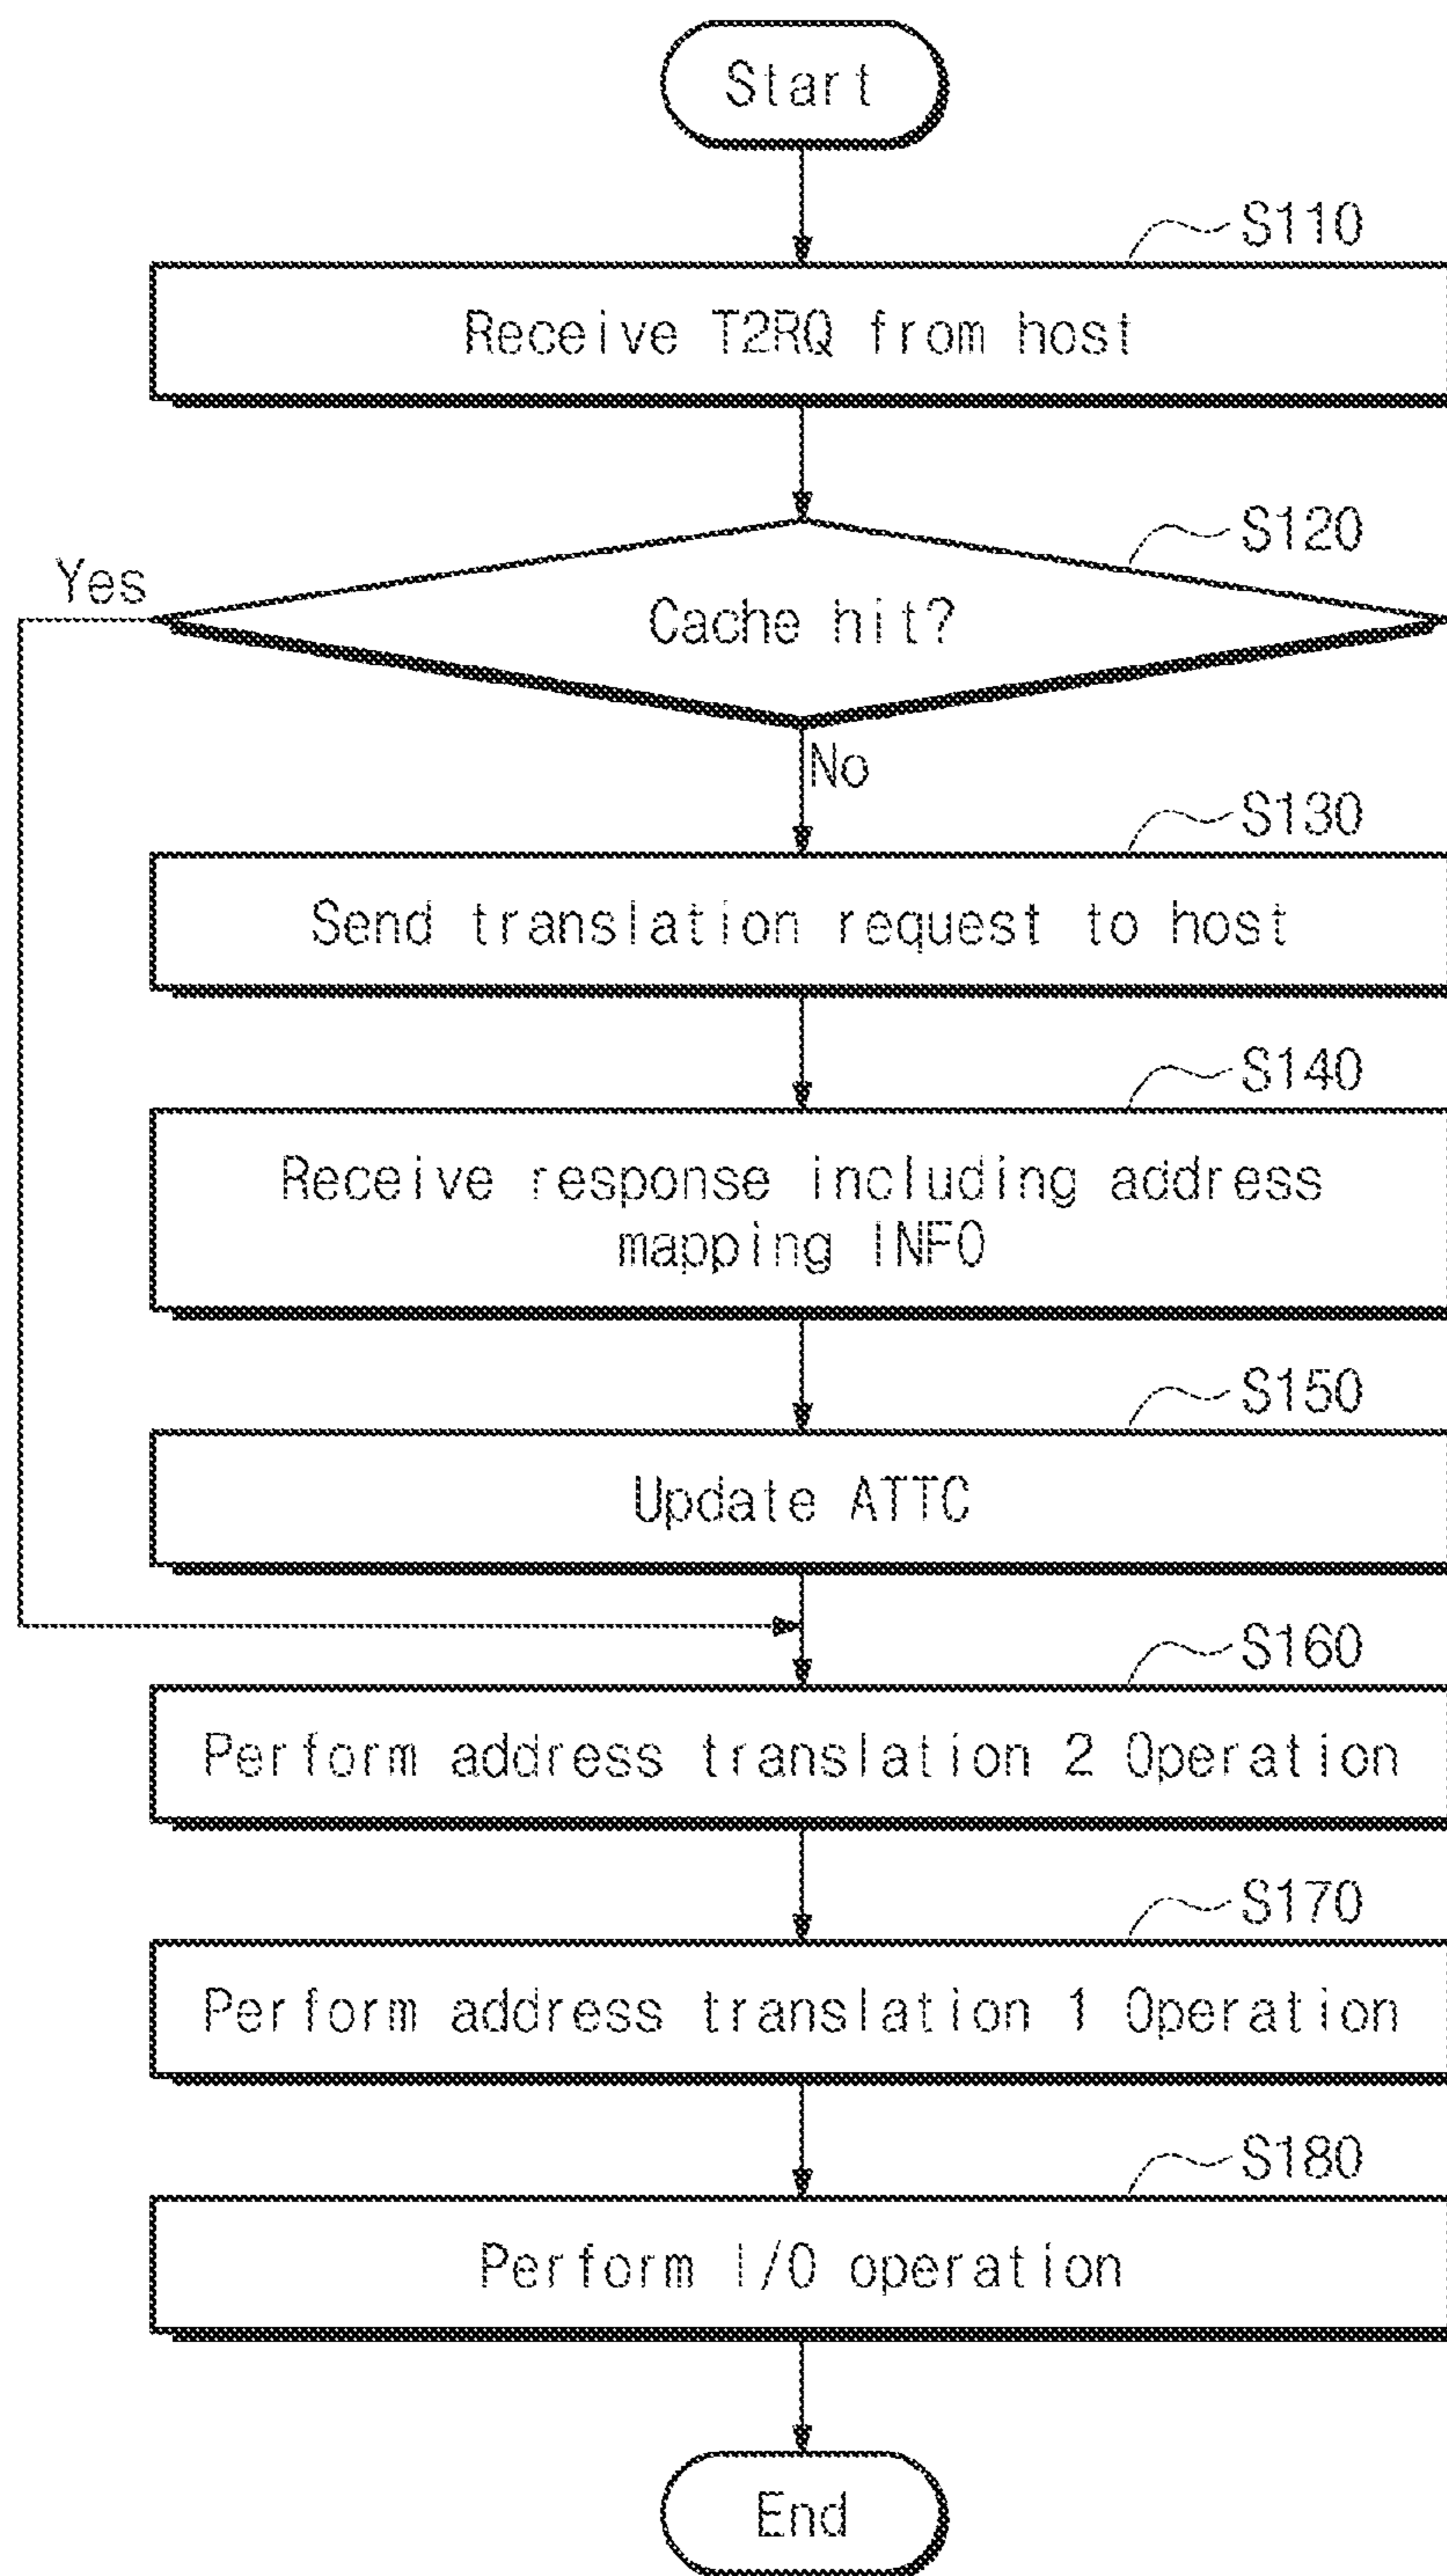 Start
S110
Receive T2RQ from host
S120
Yes
Cache hit?
No
S130
Send translation request to host
S140
Receive response including address
mapping INFO
S150
Update ATTC
S160
Perform address translation 2 Operation
S170
Perform address translation 1 Operation
S180
Perform I/O operation
End